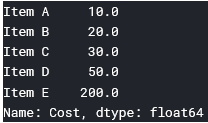 Item A     10.0
Item B     20.0
Item C     30.0
Item D     50.0
Item E    200.0
Name: Cost, dtype: float64